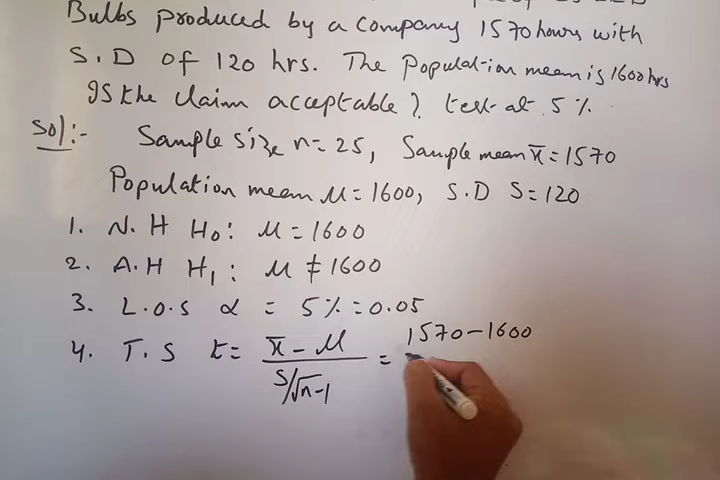 Bulbs produced by a company 1570 hours with
S.D of 120 hrs. The Population mean is 1600 hrs
Is the claim acceptable? test at 5%.
Sol:- Sample size n = 25, Sample mean x̄ = 1570
Population mean μ = 1600, S.D S = 120
1. N.H H₀: μ = 1600
2. A.H H₁: μ ≠ 1600
3. L.O.S α = 5% = 0.05
4. T.S t = x̄ - μ / S/√n-1 = 1570 - 1600